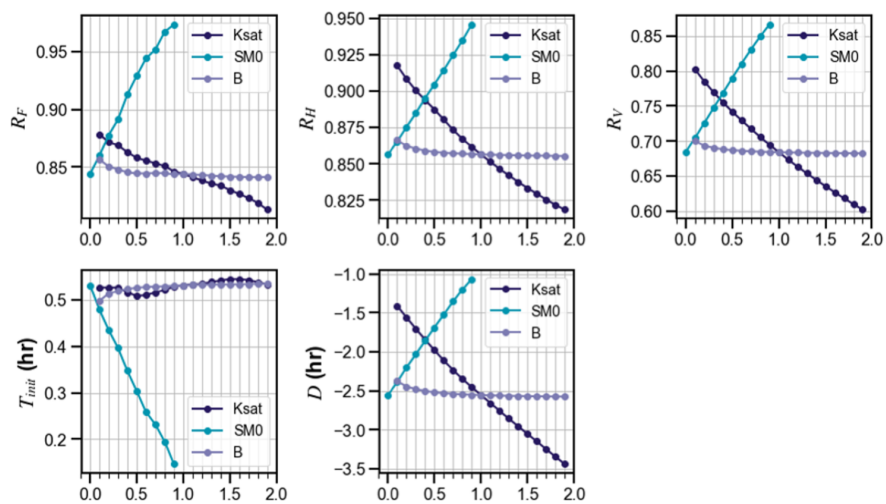 R_F
0.95
0.90
0.85
0.0 0.5 1.0 1.5 2.0
Ksat
SM0
B
R_H
0.950
0.925
0.900
0.875
0.850
0.825
0.0 0.5 1.0 1.5 2.0
Ksat
SM0
B
R_V
0.85
0.80
0.75
0.70
0.65
0.60
0.0 0.5 1.0 1.5 2.0
Ksat
SM0
B
T_init (hr)
0.5
0.4
0.3
0.2
0.0 0.5 1.0 1.5 2.0
Ksat
SM0
B
D (hr)
−1.0
−1.5
−2.0
−2.5
−3.0
−3.5
0.0 0.5 1.0 1.5 2.0
Ksat
SM0
B